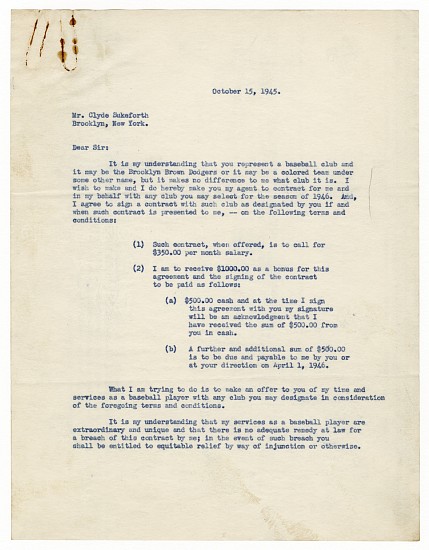 October 15, 1945.
Mr. Clyde Sukeforth
Brooklyn, New York.
Dear Sir:
It is my understanding that you represent a baseball club and
it may be the Brooklyn Brown Dodgers or it may be a colored team under
some other name, but it makes no difference to me what club it is. I
wish to make and I do hereby make you my agent to contract for me and
in my behalf with any club you may select for the season of 1946. And,
I agree to sign a contract with such club as designated by you if and
when such contract is presented to me, -- on the following terms and
conditions:
(1) Such contract, when offered, is to call for
$350.00 per month salary.
(2) I am to receive $1000.00 as a bonus for this
agreement and the signing of the contract
to be paid as follows:
(a) $500.00 cash and at the time I sign
this agreement with you my signature
will be an acknowledgment that I
have received the sum of $500.00 from
you in cash.
(b) A further and additional sum of $500.00
is to be due and payable to me by you or
at your direction on April 1, 1946.
What I am trying to do is to make an offer to you of my time and
services as a baseball player with any club you may designate in consideration
of the foregoing terms and conditions.
It is my understanding that my services as a baseball player are
extraordinary and unique and that there is no adequate remedy at law for
a breach of this contract by me; in the event of such breach you
shall be entitled to equitable relief by way of injunction or otherwise.